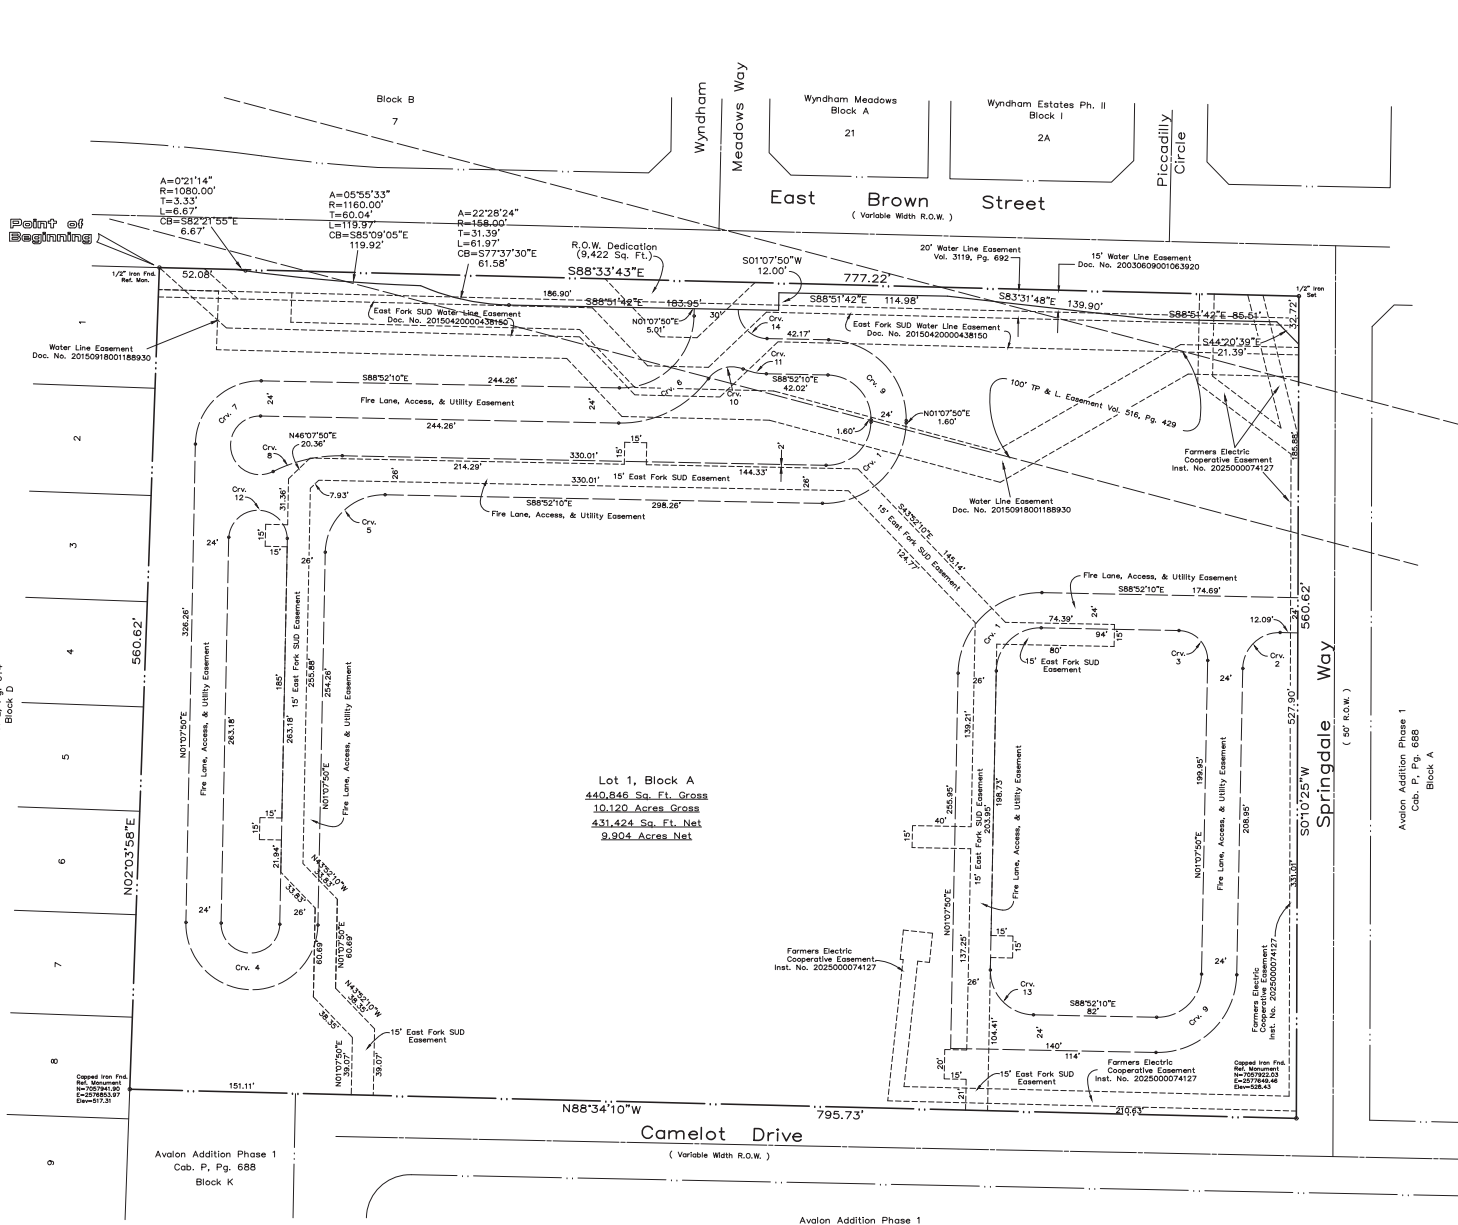 Block B
7
Wyndham
Meadows Way
Wyndham Meadows
Block A
21
Wyndham Estates Ph. II
Block I
2A
Piccadilly
Circle
East Brown Street
( Variable Width R.O.W. )
A=0°21'14"
R=1080.00'
T=3.33'
L=6.67'
CB=S82°21'55"E
6.67'
A=05°55'33"
R=1160.00'
T=60.04'
L=119.97'
CB=S85°09'05"E
119.92'
A=22°28'24"
R=158.00'
T=31.39'
L=61.97'
CB=S77°37'30"E
61.58'
Point of
Beginning
R.O.W. Dedication
(9,422 Sq. Ft.)
S01°07'50"W
12.00'
20' Water Line Easement
Vol. 3119, Pg. 692
15' Water Line Easement
Doc. No. 20030609001063920
1/2" Iron Fnd.
Ref. Mon.
52.08'
S88°33'43"E
777.22'
1/2" Iron
Set
186.90'
S88°51'42"E
183.95'
S88°51'42"E
114.98'
S83°31'48"E
139.90'
S88°51'42"E
85.51'
32.72'
East Fork SUD Water Line Easement
Doc. No. 20150420000438150
N01°07'50"E
5.01'
30'
Crv.
14
42.17'
East Fork SUD Water Line Easement
Doc. No. 20150420000438150
S44°20'39"E
21.39'
1
Water Line Easement
Doc. No. 20150918001188930
Crv.
11
S88°52'10"E
244.26'
Crv. 6
Crv.
10
S88°52'10"E
42.02'
Crv. 9
100' TP & L. Easement Vol. 516, Pg. 429
Crv. 7
24'
Fire Lane, Access, & Utility Easement
24'
244.26'
24'
1.60'
N01°07'50"E
1.60'
2
N46°07'50"E
20.36'
Crv.
8
15'
15'
2'
Crv. 1
185.88'
Farmers Electric
Cooperative Easement
Inst. No. 2025000074127
330.01'
214.29'
15' East Fork SUD Easement
144.33'
26'
330.01'
26'
Crv.
12
31.36'
7.93'
S88°52'10"E
298.26'
Fire Lane, Access, & Utility Easement
Crv.
5
Water Line Easement
Doc. No. 20150918001188930
S43°52'10"E
145.14'
15' East Fork SUD Easement
124.77'
3
24'
15'
15'
26'
Fire Lane, Access, & Utility Easement
S88°52'10"E
174.69'
24'
74.39'
94'
15'
80'
15' East Fork SUD
Easement
Crv. 1
Crv.
3
12.09'
Crv.
2
24'
24'
560.62'
4
560.62'
326.26'
N01°07'50"E
Fire Lane, Access, & Utility Easement
263.18'
185'
263.18'
15' East Fork SUD Easement
255.88'
254.26'
N01°07'50"E
Fire Lane, Access, & Utility Easement
26'
139.21'
255.95'
198.73'
203.95'
15' East Fork SUD Easement
Fire Lane, Access, & Utility Easement
199.95'
N01°07'50"E
Fire Lane, Access, & Utility Easement
208.95'
527.90'
S0°10'25"W
Springdale Way
( 50' R.O.W. )
Avalon Addition Phase 1
Cab. P, Pg. 688
Block A
Block D
5
Lot 1, Block A
440,846 Sq. Ft. Gross
10.120 Acres Gross
431,424 Sq. Ft. Net
9.904 Acres Net
40'
15'
15'
15'
6
N02°03'58"E
21.94'
N43°52'10"W
33.83'
33.83'
331.01'
24'
26'
N01°07'50"E
60.69'
60.69'
N01°07'50"E
137.25'
15'
15'
7
Crv. 4
Farmers Electric
Cooperative Easement
Inst. No. 2025000074127
26'
Crv.
13
24'
Farmers Electric
Cooperative Easement
Inst. No. 2025000074127
N43°52'10"W
38.35'
38.35'
S88°52'10"E
82'
Crv. 9
8
15' East Fork SUD
Easement
104.41'
24'
140'
114'
N01°07'50"E
39.07'
39.07'
20'
15'
15' East Fork SUD
Easement
21'
Farmers Electric
Cooperative Easement
Inst. No. 2025000074127
Capped Iron Fnd.
Ref. Monument
N=7057922.03
E=2577649.46
Elev=528.43
Capped Iron Fnd.
Ref. Monument
N=7057941.90
E=2576853.97
Elev=517.31
151.11'
N88°34'10"W
795.73'
210.63'
Camelot Drive
( Variable Width R.O.W. )
9
Avalon Addition Phase 1
Cab. P, Pg. 688
Block K
Avalon Addition Phase 1